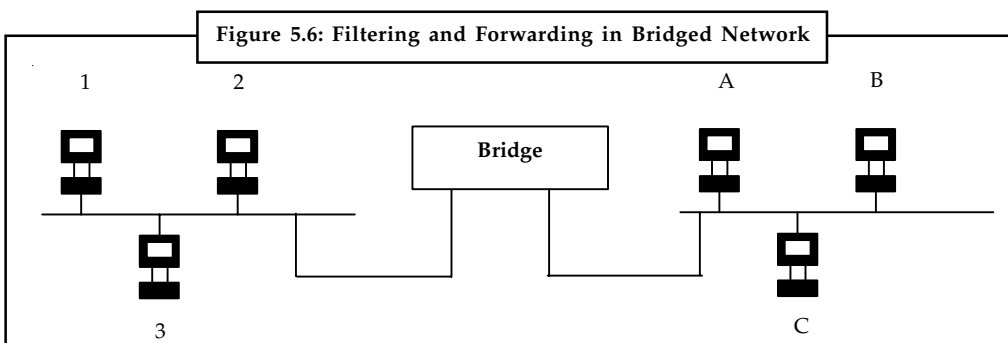 Figure 5.6: Filtering and Forwarding in Bridged Network
1 2 A B
Bridge
3 C